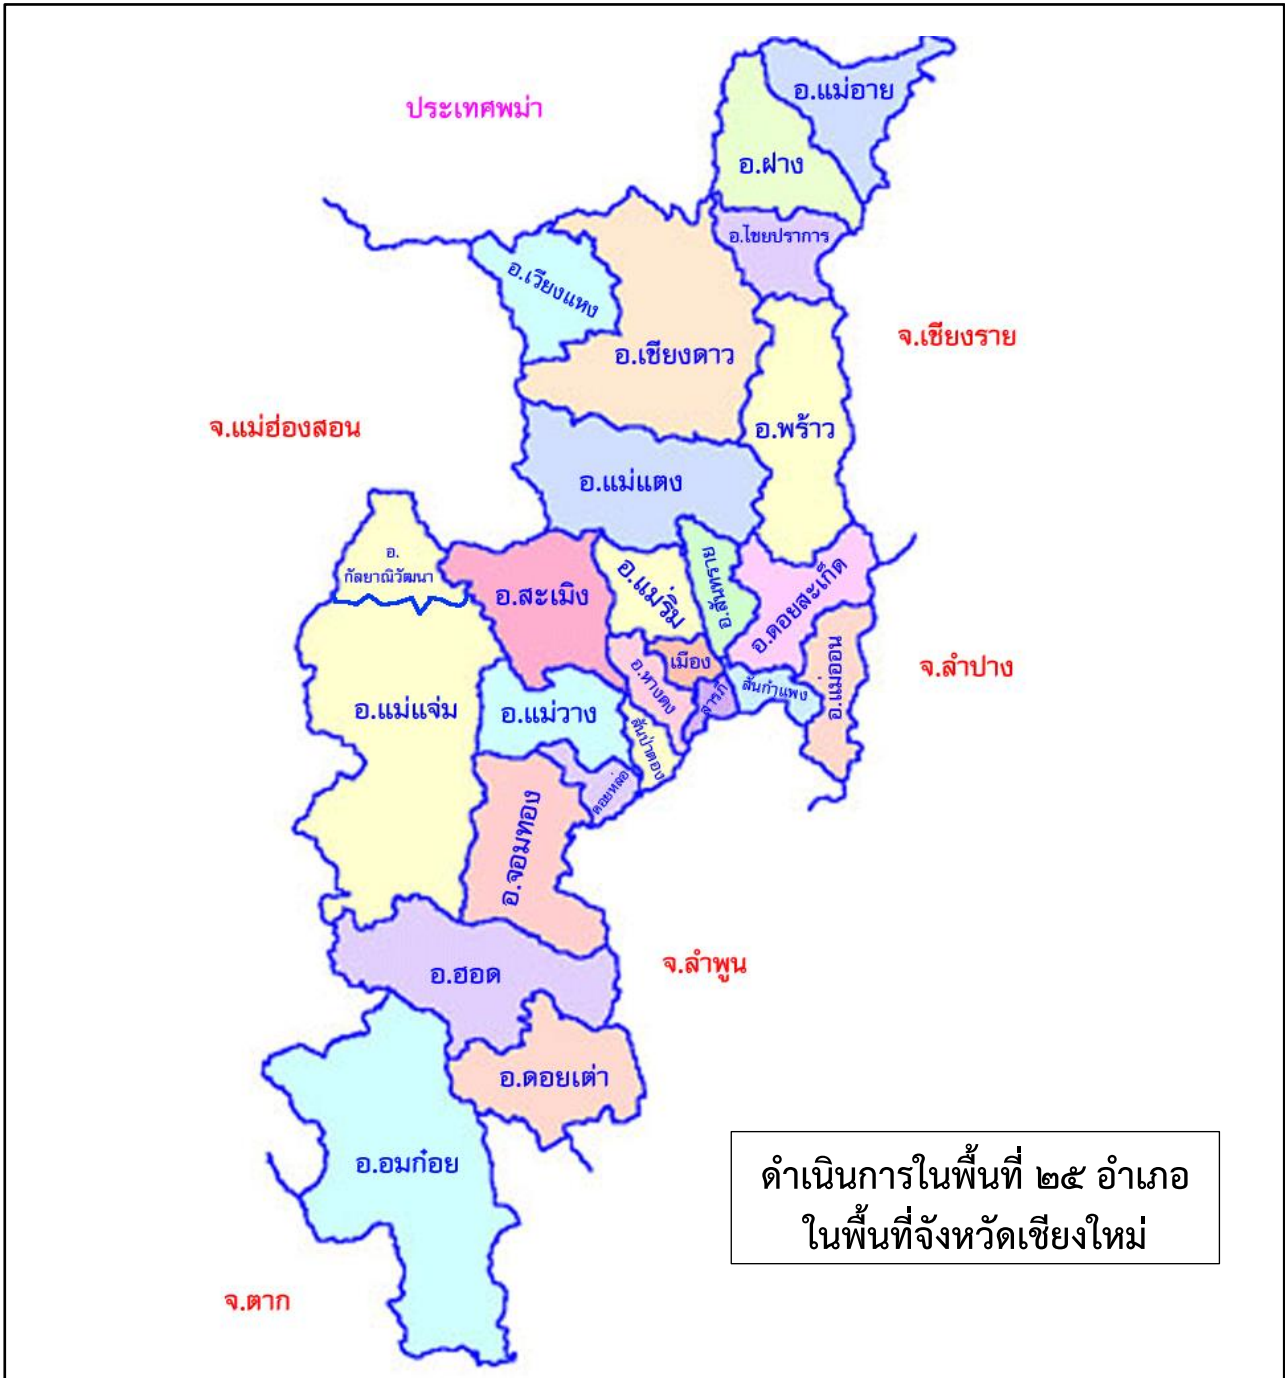 อ.แม่อาย
ประเทศพม่า
อ.ฝาง
อ.ไชยปราการ
อ.เวียงแหง
จ.เชียงราย
อ.เชียงดาว
จ.แม่ฮ่องสอน
อ.พร้าว
อ.แม่แตง
อ.
กัลยาณิวัฒนา
อ.สะเมิง
อ.แม่ริม
อ.สันทราย
อ.ดอยสะเก็ด
เมือง
จ.ลำปาง
อ.แม่ออน
อ.หางดง
สารภี
สันกำแพง
อ.แม่แจ่ม
อ.แม่วาง
สันป่าตอง
ดอยหล่อ
อ.จอมทอง
จ.ลำพูน
อ.ฮอด
อ.ดอยเต่า
อ.อมก๋อย
ดำเนินการในพื้นที่ ๒๕ อำเภอ
ในพื้นที่จังหวัดเชียงใหม่
จ.ตาก